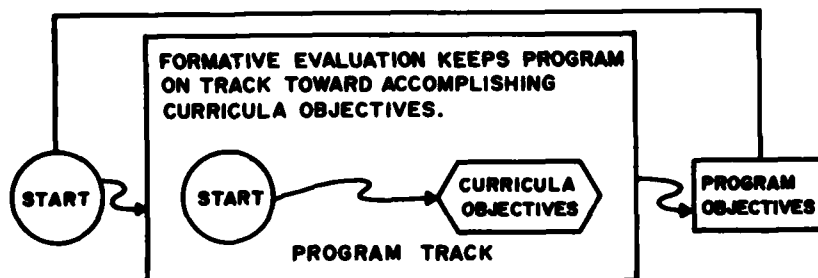 FORMATIVE EVALUATION KEEPS PROGRAM
ON TRACK TOWARD ACCOMPLISHING
CURRICULA OBJECTIVES.
START
START
CURRICULA
OBJECTIVES
PROGRAM
OBJECTIVES
PROGRAM TRACK